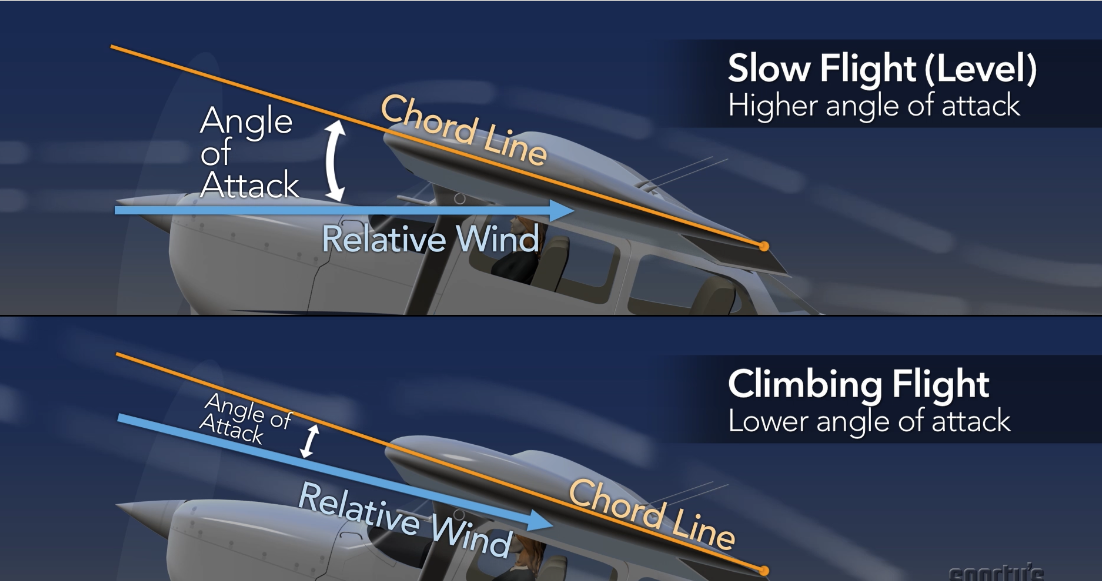 Slow Flight (Level)
Higher angle of attack
Chord Line
Angle
of
Attack
Relative Wind
Climbing Flight
Lower angle of attack
Angle of
Attack
Chord Line
Relative Wind